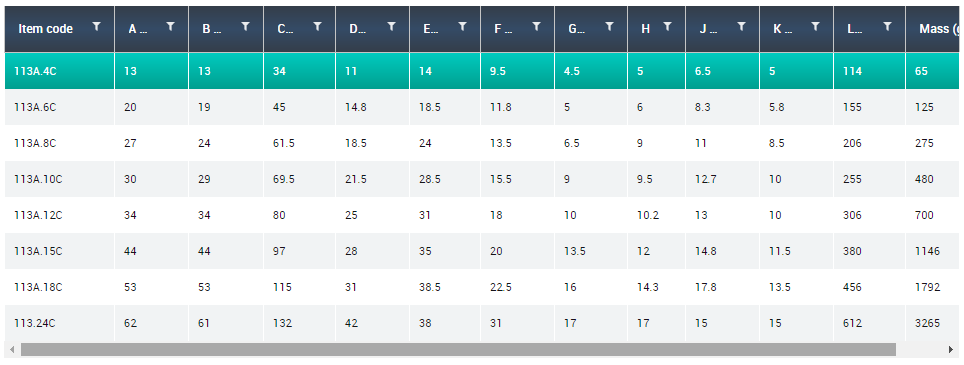 Item code A ... B ... C... D... E... F ... G... H J ... K ... L... Mass (g
113A.4C 13 13 34 11 14 9.5 4.5 5 6.5 5 114 65
113A.6C 20 19 45 14.8 18.5 11.8 5 6 8.3 5.8 155 125
113A.8C 27 24 61.5 18.5 24 13.5 6.5 9 11 8.5 206 275
113A.10C 30 29 69.5 21.5 28.5 15.5 9 9.5 12.7 10 255 480
113A.12C 34 34 80 25 31 18 10 10.2 13 10 306 700
113A.15C 44 44 97 28 35 20 13.5 12 14.8 11.5 380 1146
113A.18C 53 53 115 31 38.5 22.5 16 14.3 17.8 13.5 456 1792
113.24C 62 61 132 42 38 31 17 17 15 15 612 3265